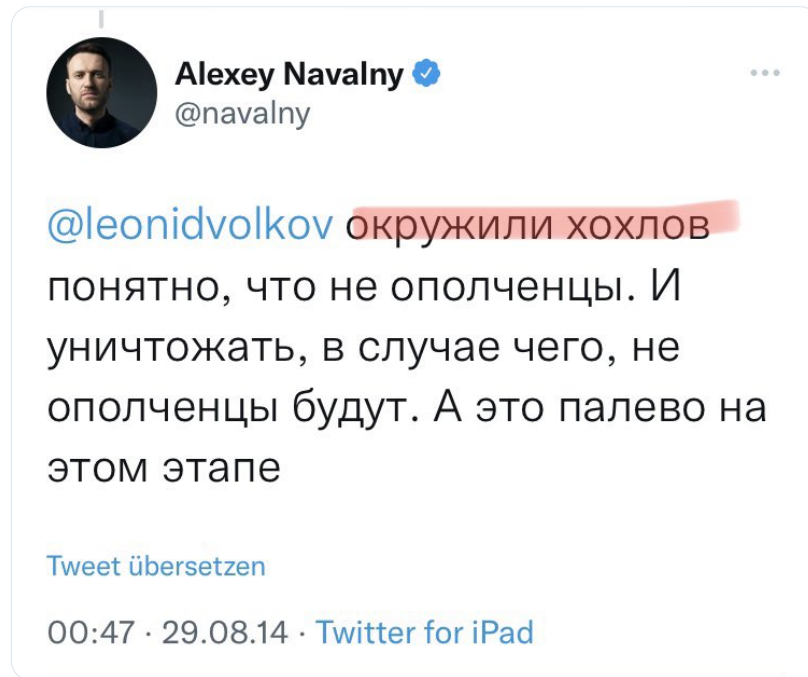 Alexey Navalny
@navalny
@leonidvolkov окружили хохлов
понятно, что не ополченцы. И
уничтожать, в случае чего, не
ополченцы будут. А это палево на
этом этапе
Tweet übersetzen
00:47 · 29.08.14 · Twitter for iPad